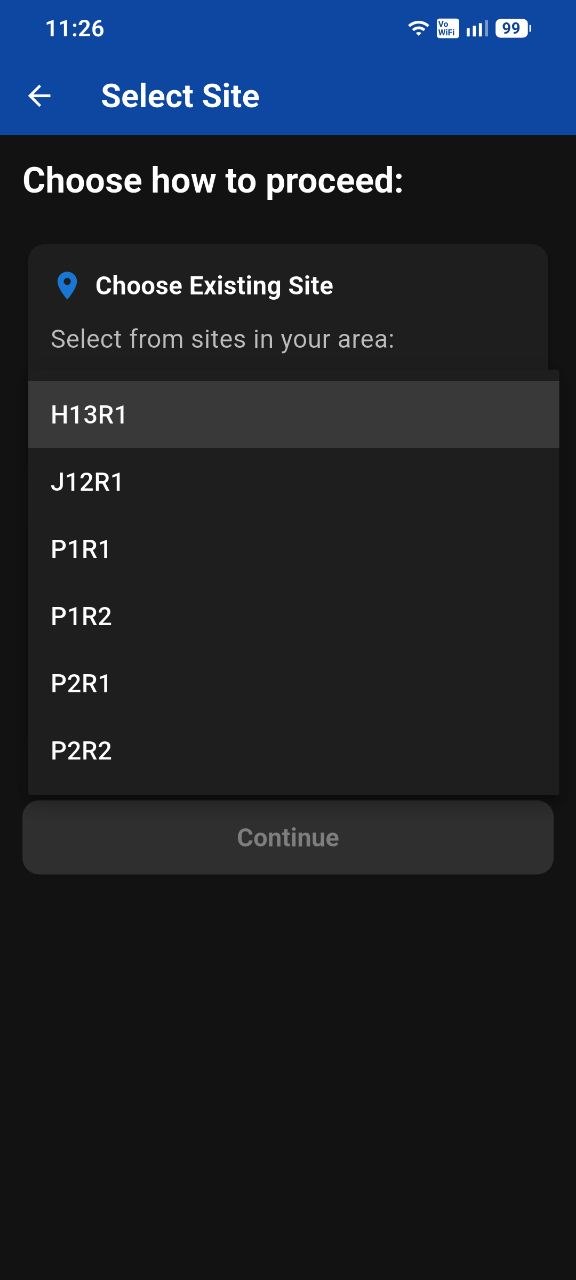 11:26
Vo
WiFi
99
Select Site
Choose how to proceed:
Choose Existing Site
Select from sites in your area:
H13R1
J12R1
P1R1
P1R2
P2R1
P2R2
Continue